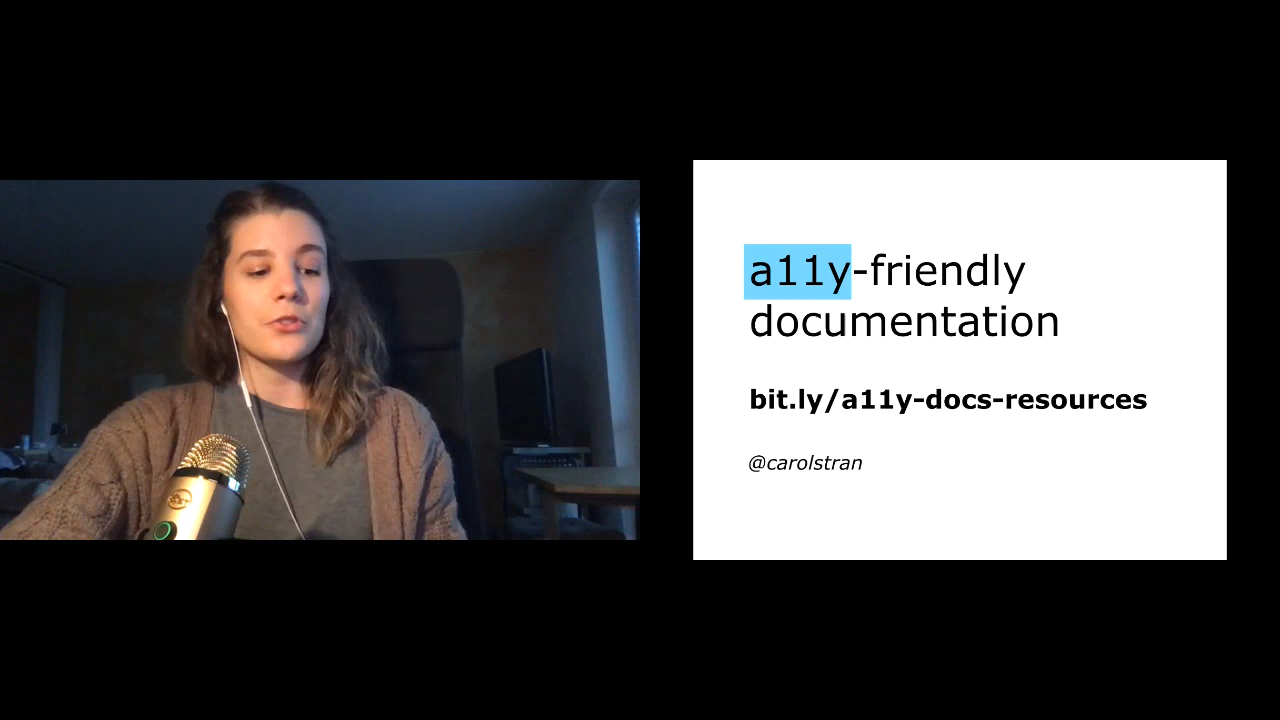 a11y-friendly
documentation
bit.ly/a11y-docs-resources
@carolstran